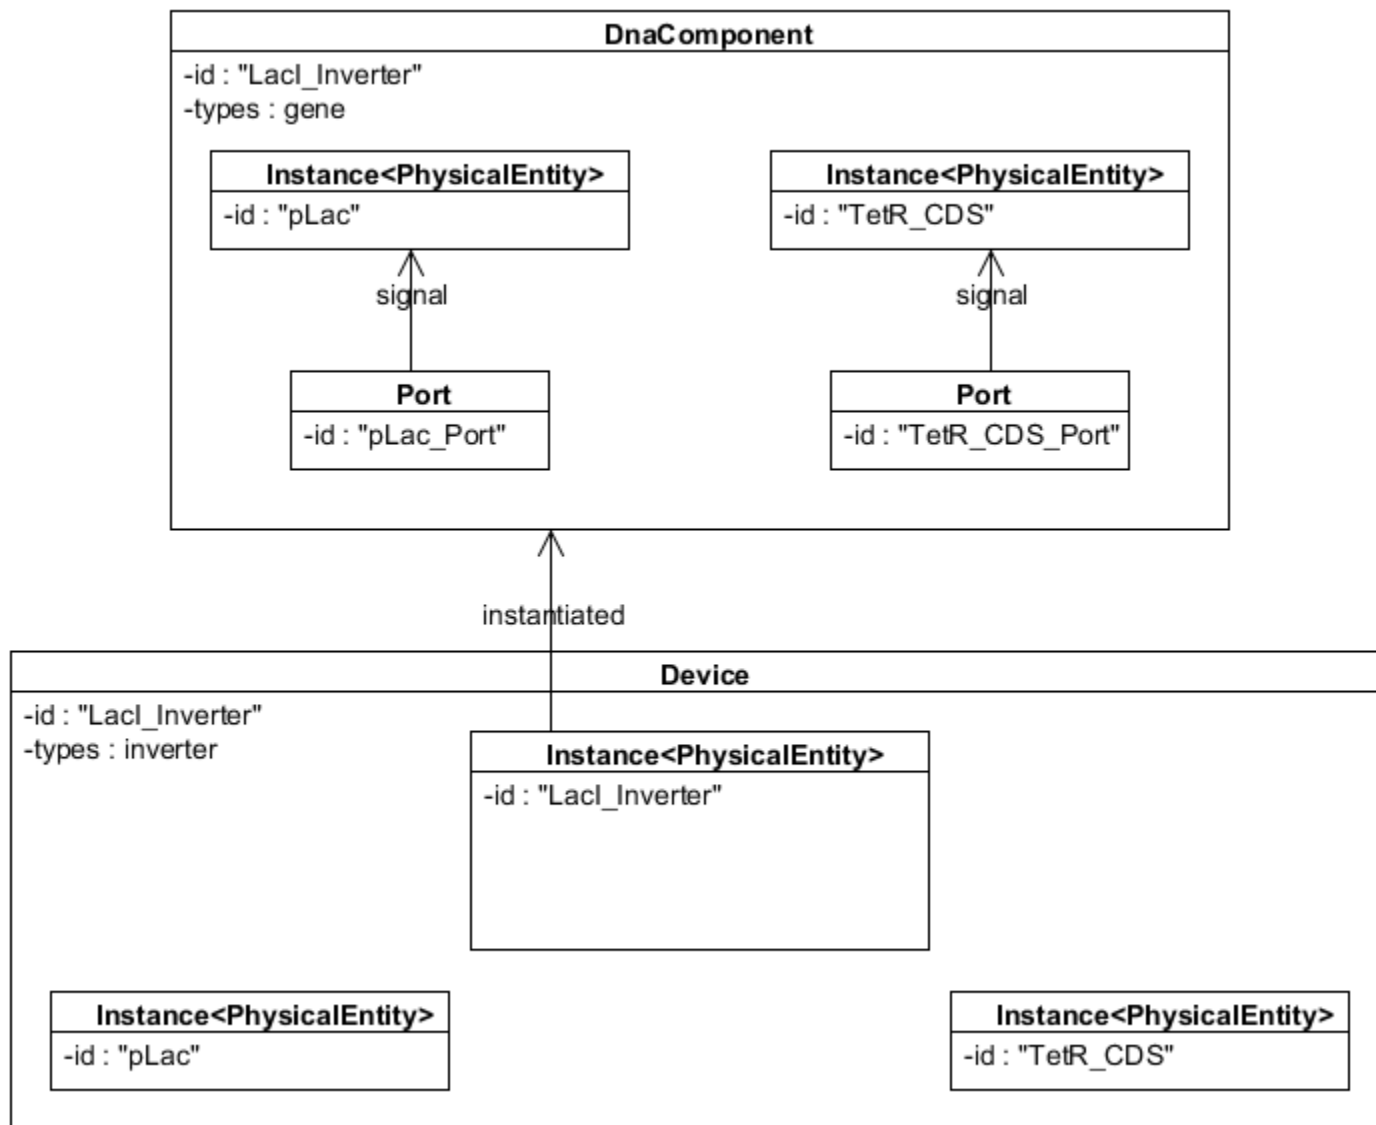 DnaComponent
-id : "LacI_Inverter"
-types : gene
Instance<PhysicalEntity>
-id : "pLac"
Instance<PhysicalEntity>
-id : "TetR_CDS"
signal
signal
Port
-id : "pLac_Port"
Port
-id : "TetR_CDS_Port"
instantiated
Device
-id : "LacI_Inverter"
-types : inverter
Instance<PhysicalEntity>
-id : "LacI_Inverter"
Instance<PhysicalEntity>
-id : "pLac"
Instance<PhysicalEntity>
-id : "TetR_CDS"